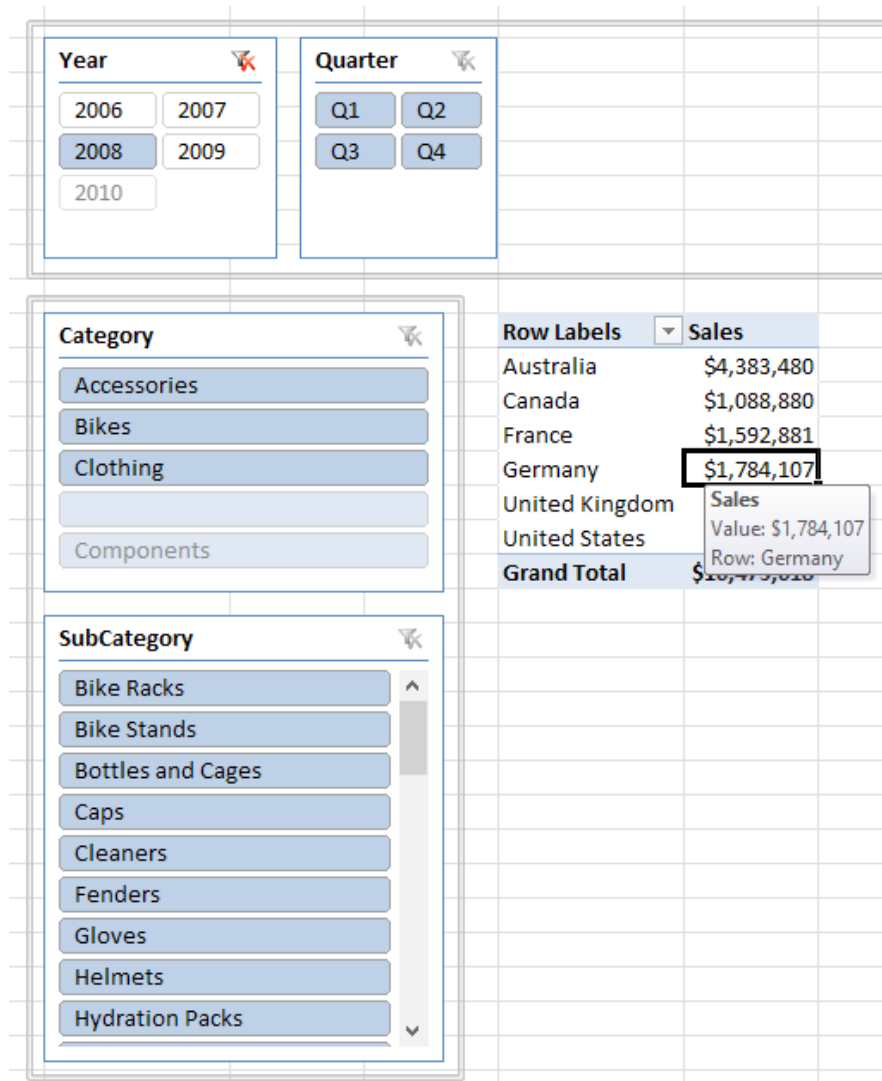 Year
Quarter
2006 2007
Q1 Q2
2008 2009
Q3 Q4
2010
Category
Accessories
Bikes
Clothing
Components
Row Labels Sales
Australia $4,383,480
Canada $1,088,880
France $1,592,881
Germany $1,784,107
United Kingdom
United States
Grand Total
Sales
Value: $1,784,107
Row: Germany
SubCategory
Bike Racks
Bike Stands
Bottles and Cages
Caps
Cleaners
Fenders
Gloves
Helmets
Hydration Packs